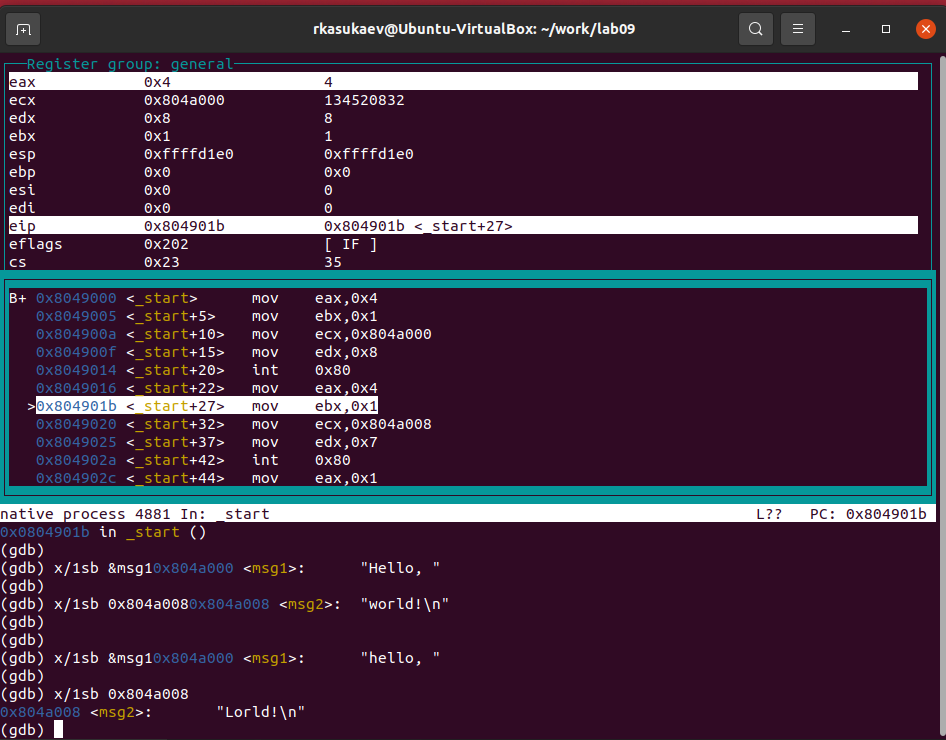 rkasukaev@Ubuntu-VirtualBox: ~/work/lab09
Register group: general
eax 0x4 4
ecx 0x804a000 134520832
edx 0x8 8
ebx 0x1 1
esp 0xffffd1e0 0xffffd1e0
ebp 0x0 0x0
esi 0x0 0
edi 0x0 0
eip 0x804901b 0x804901b <_start+27>
eflags 0x202 [ IF ]
cs 0x23 35
B+ 0x8049000 <_start> mov eax,0x4
0x8049005 <_start+5> mov ebx,0x1
0x804900a <_start+10> mov ecx,0x804a000
0x804900f <_start+15> mov edx,0x8
0x8049014 <_start+20> int 0x80
0x8049016 <_start+22> mov eax,0x4
>0x804901b <_start+27> mov ebx,0x1
0x8049020 <_start+32> mov ecx,0x804a008
0x8049025 <_start+37> mov edx,0x7
0x804902a <_start+42> int 0x80
0x804902c <_start+44> mov eax,0x1
native process 4881 In: _start L?? PC: 0x804901b
0x0804901b in _start ()
(gdb)
(gdb) x/1sb &msg10x804a000 <msg1>: "Hello, "
(gdb)
(gdb) x/1sb 0x804a0080x804a008 <msg2>: "world!\n"
(gdb)
(gdb)
(gdb) x/1sb &msg10x804a000 <msg1>: "hello, "
(gdb)
(gdb) x/1sb 0x804a008
0x804a008 <msg2>: "Lorld!\n"
(gdb)